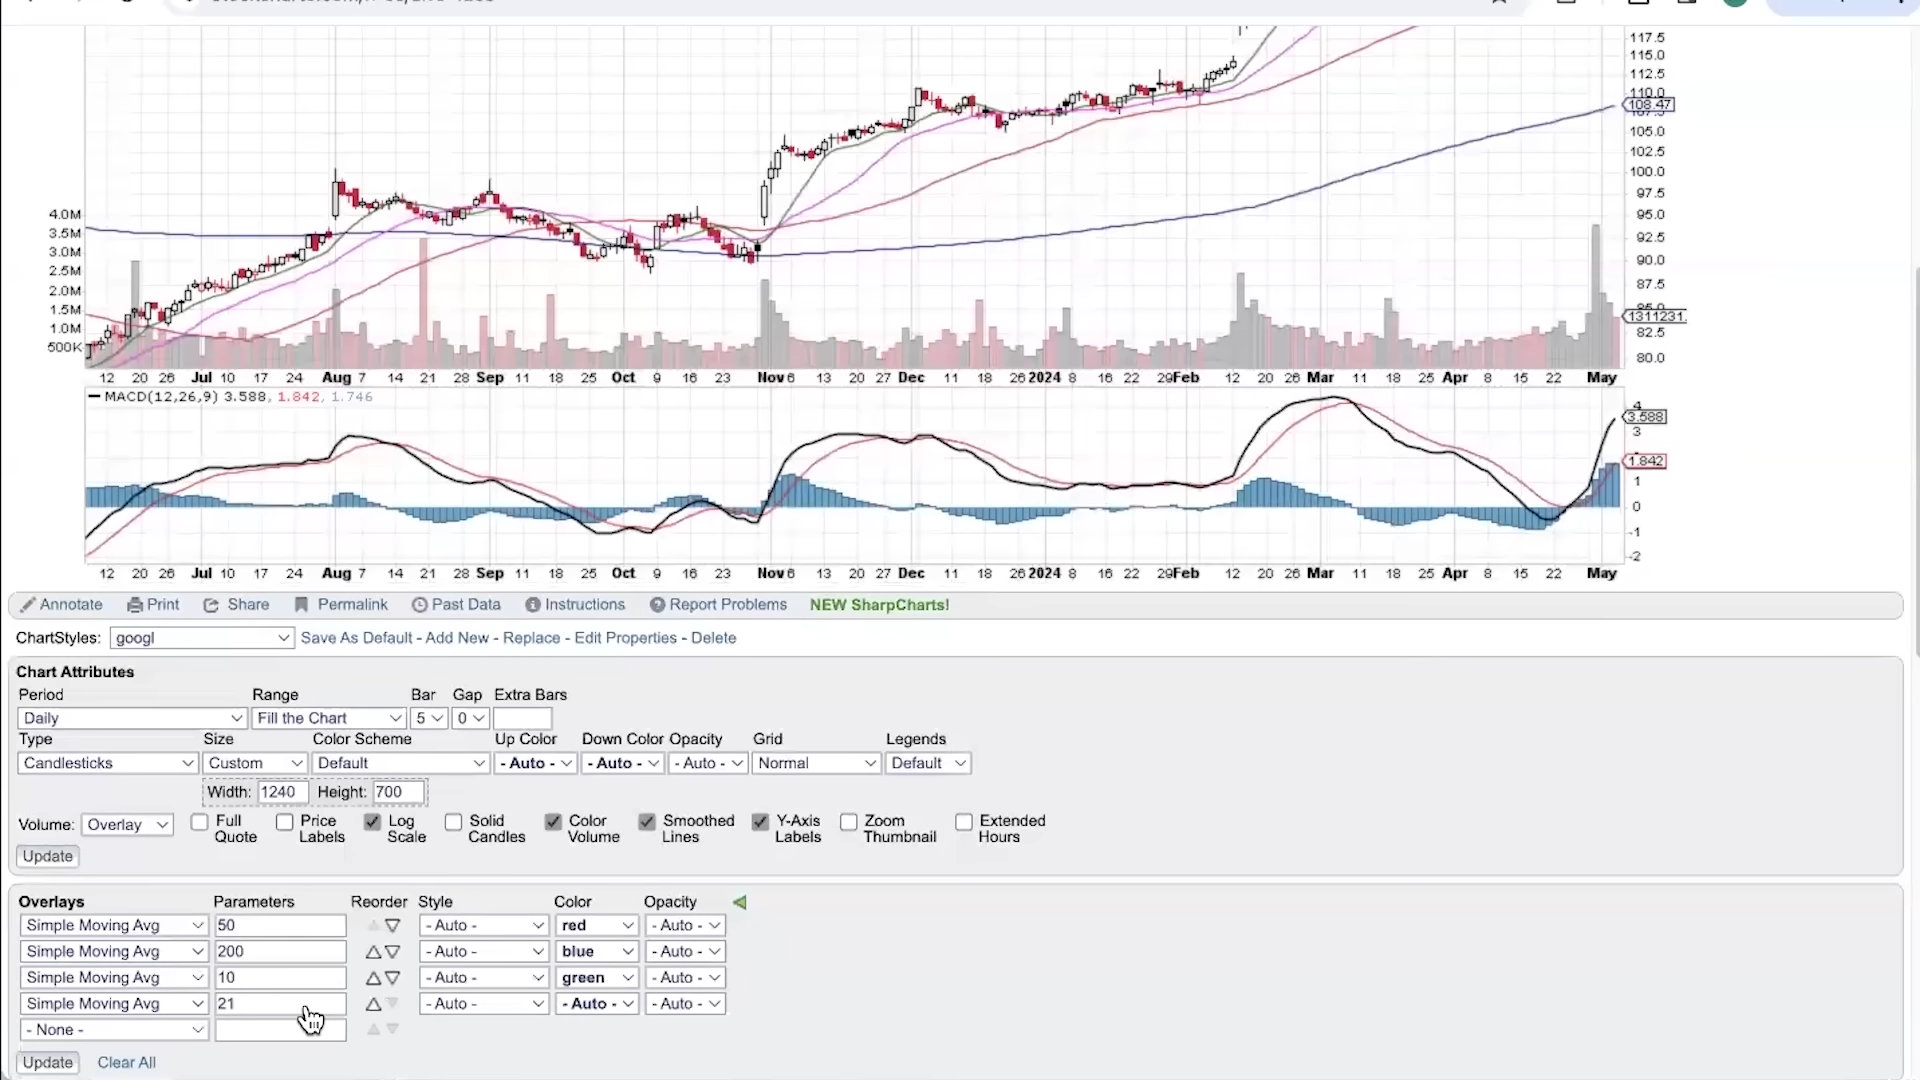 117.5
115.0
112.5
110.0
108.47
105.0
102.5
100.0
97.5
95.0
92.5
90.0
87.5
85.0
1311231
82.5
80.0
4.0M
3.5M
3.0M
2.5M
2.0M
1.5M
1.0M
500K
12 20 26 Jul 10 17 24 Aug 7 14 21 28 Sep 11 18 25 Oct 9 16 23 Nov 6 13 20 27 Dec 11 18 26 2024 8 16 22 29 Feb 12 20 26 Mar 11 18 25 Apr 8 15 22 May
MACD(12,26,9) 3.588, 1.842, 1.746
4
3.588
3
1.842
1
0
-1
-2
12 20 26 Jul 10 17 24 Aug 7 14 21 28 Sep 11 18 25 Oct 9 16 23 Nov 6 13 20 27 Dec 11 18 26 2024 8 16 22 29 Feb 12 20 26 Mar 11 18 25 Apr 8 15 22 May
Annotate Print Share Permalink Past Data Instructions Report Problems NEW SharpCharts!
ChartStyles: googl Save As Default - Add New - Replace - Edit Properties - Delete
Chart Attributes
Period Range Bar Gap Extra Bars
Daily Fill the Chart 5 0
Type Size Color Scheme Up Color Down Color Opacity Grid Legends
Candlesticks Custom Default - Auto - - Auto - - Auto - Normal Default
Width: 1240 Height: 700
Volume: Overlay Full Quote Price Labels Log Scale Solid Candles Color Volume Smoothed Lines Y-Axis Labels Zoom Thumbnail Extended Hours
Update
Overlays Parameters Reorder Style Color Opacity
Simple Moving Avg 50 - Auto - red - Auto -
Simple Moving Avg 200 - Auto - blue - Auto -
Simple Moving Avg 10 - Auto - green - Auto -
Simple Moving Avg 21 - Auto - - Auto - - Auto -
- None -
Update Clear All